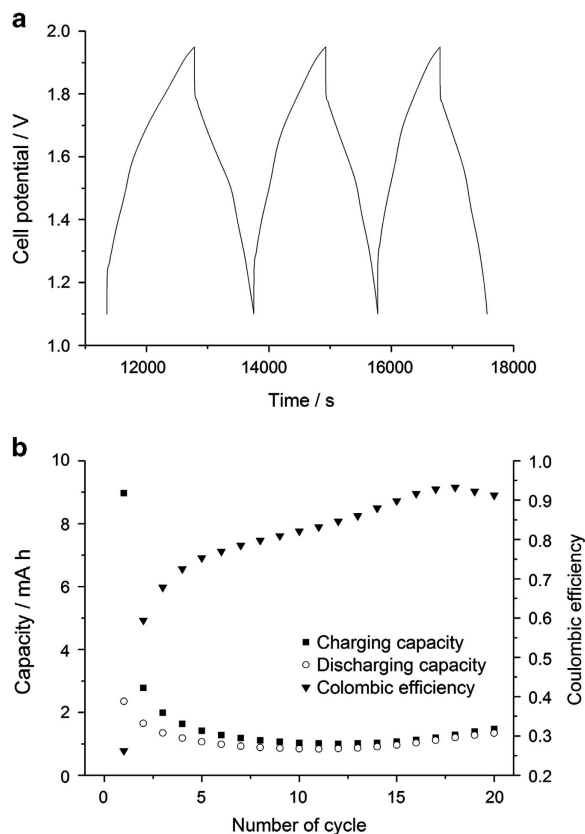 a
2.0
1.8
1.6
1.4
1.2
1.0
Cell potential / V
12000 14000 16000 18000
Time / s
b
10
8
6
4
2
0
Capacity / mA h
1.0
0.9
0.8
0.7
0.6
0.5
0.4
0.3
0.2
Coulombic efficiency
Charging capacity
Discharging capacity
Colombic efficiency
0 5 10 15 20
Number of cycle